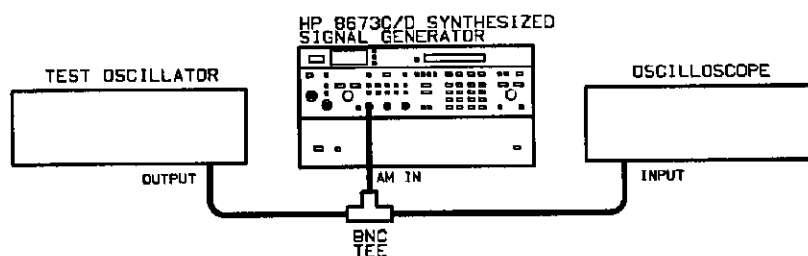 HP 8673C/D SYNTHESIZED
SIGNAL GENERATOR
TEST OSCILLATOR
OSCILLOSCOPE
OUTPUT
AM IN
INPUT
BNC
TEE